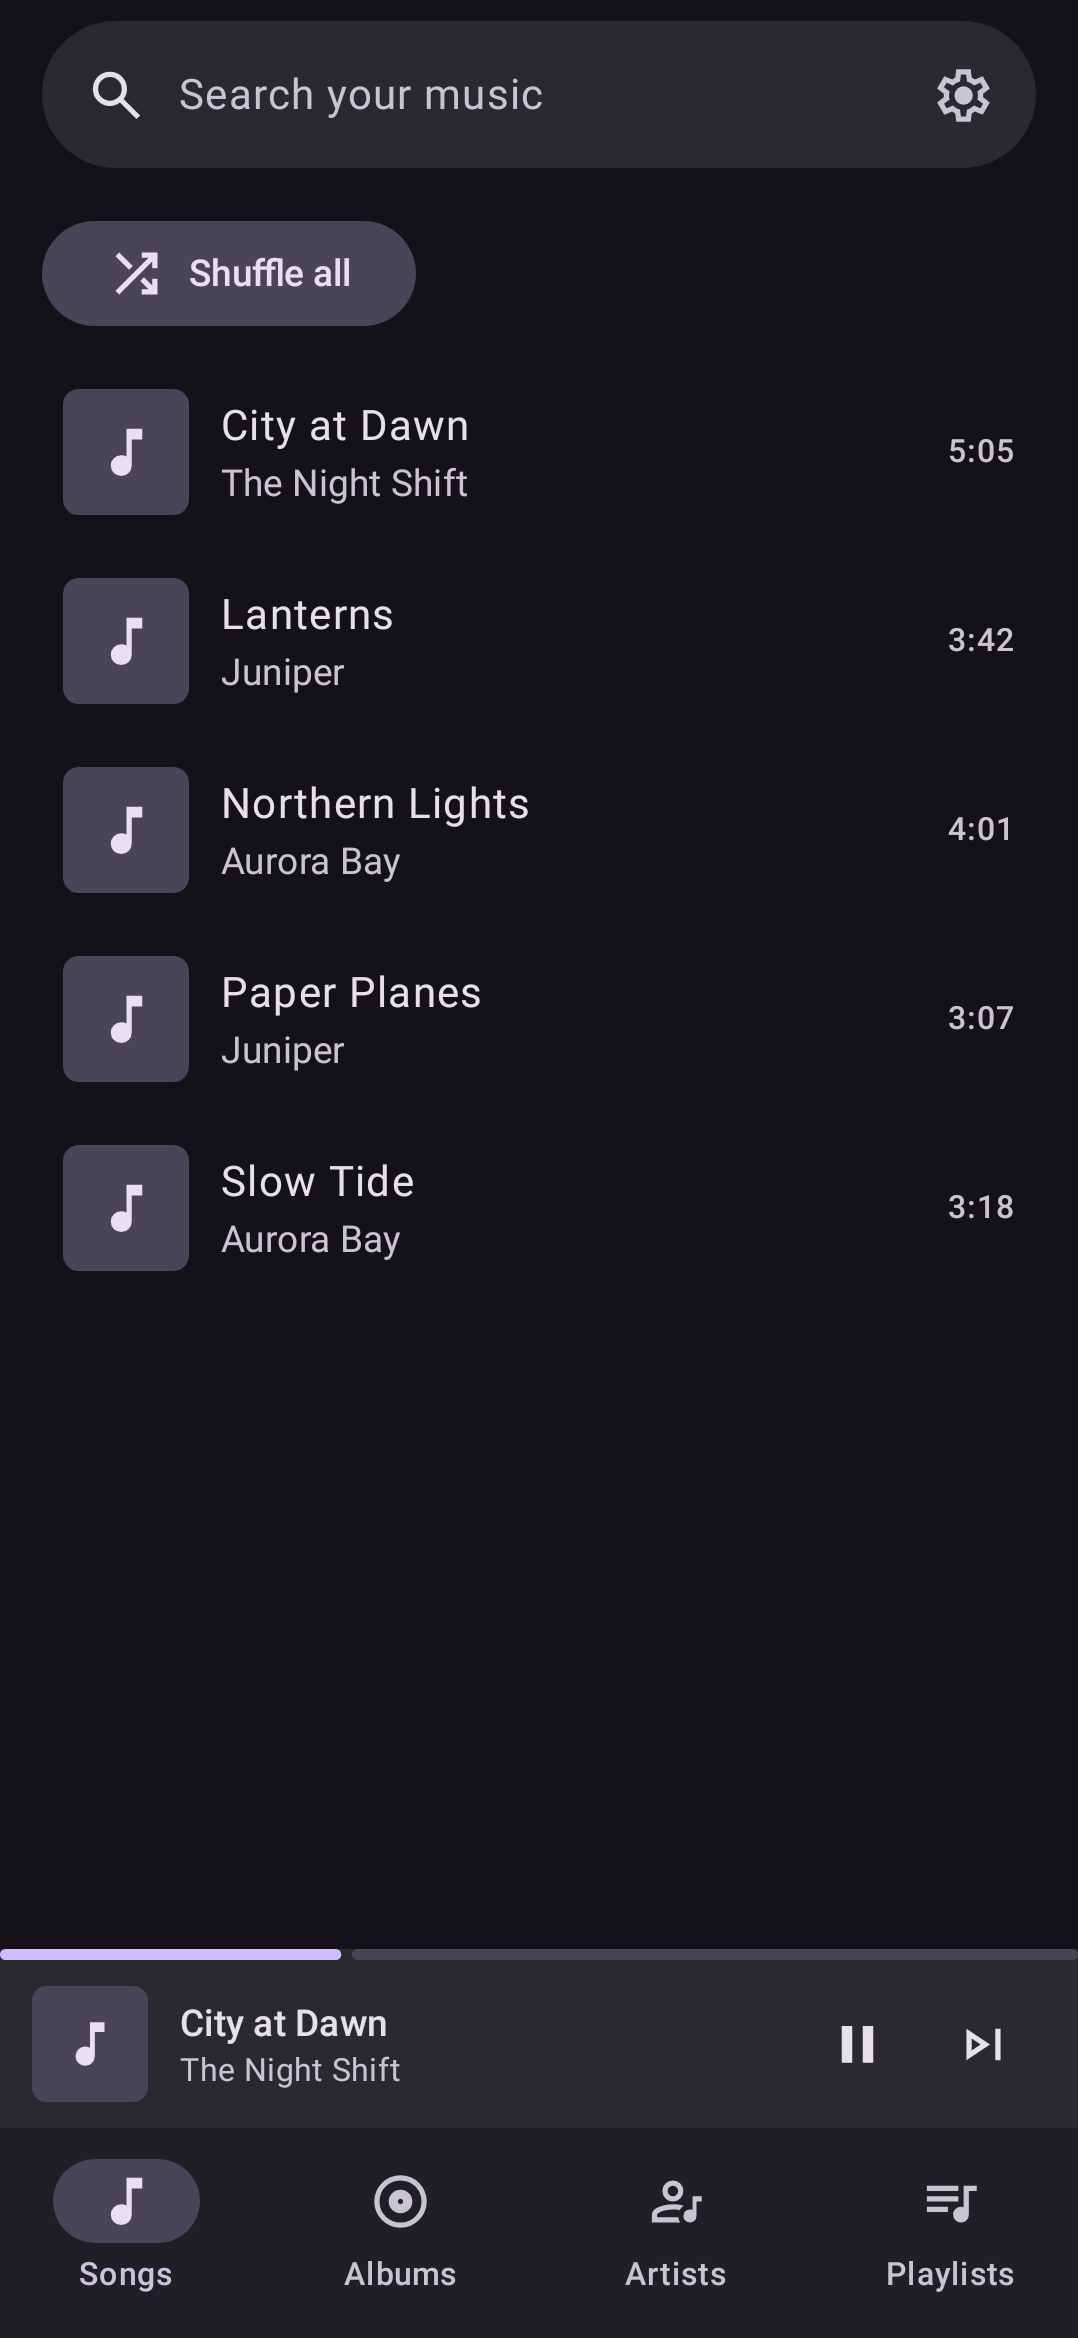 Search your music
Shuffle all
City at Dawn
The Night Shift
5:05
Lanterns
Juniper
3:42
Northern Lights
Aurora Bay
4:01
Paper Planes
Juniper
3:07
Slow Tide
Aurora Bay
3:18
City at Dawn
The Night Shift
Songs
Albums
Artists
Playlists